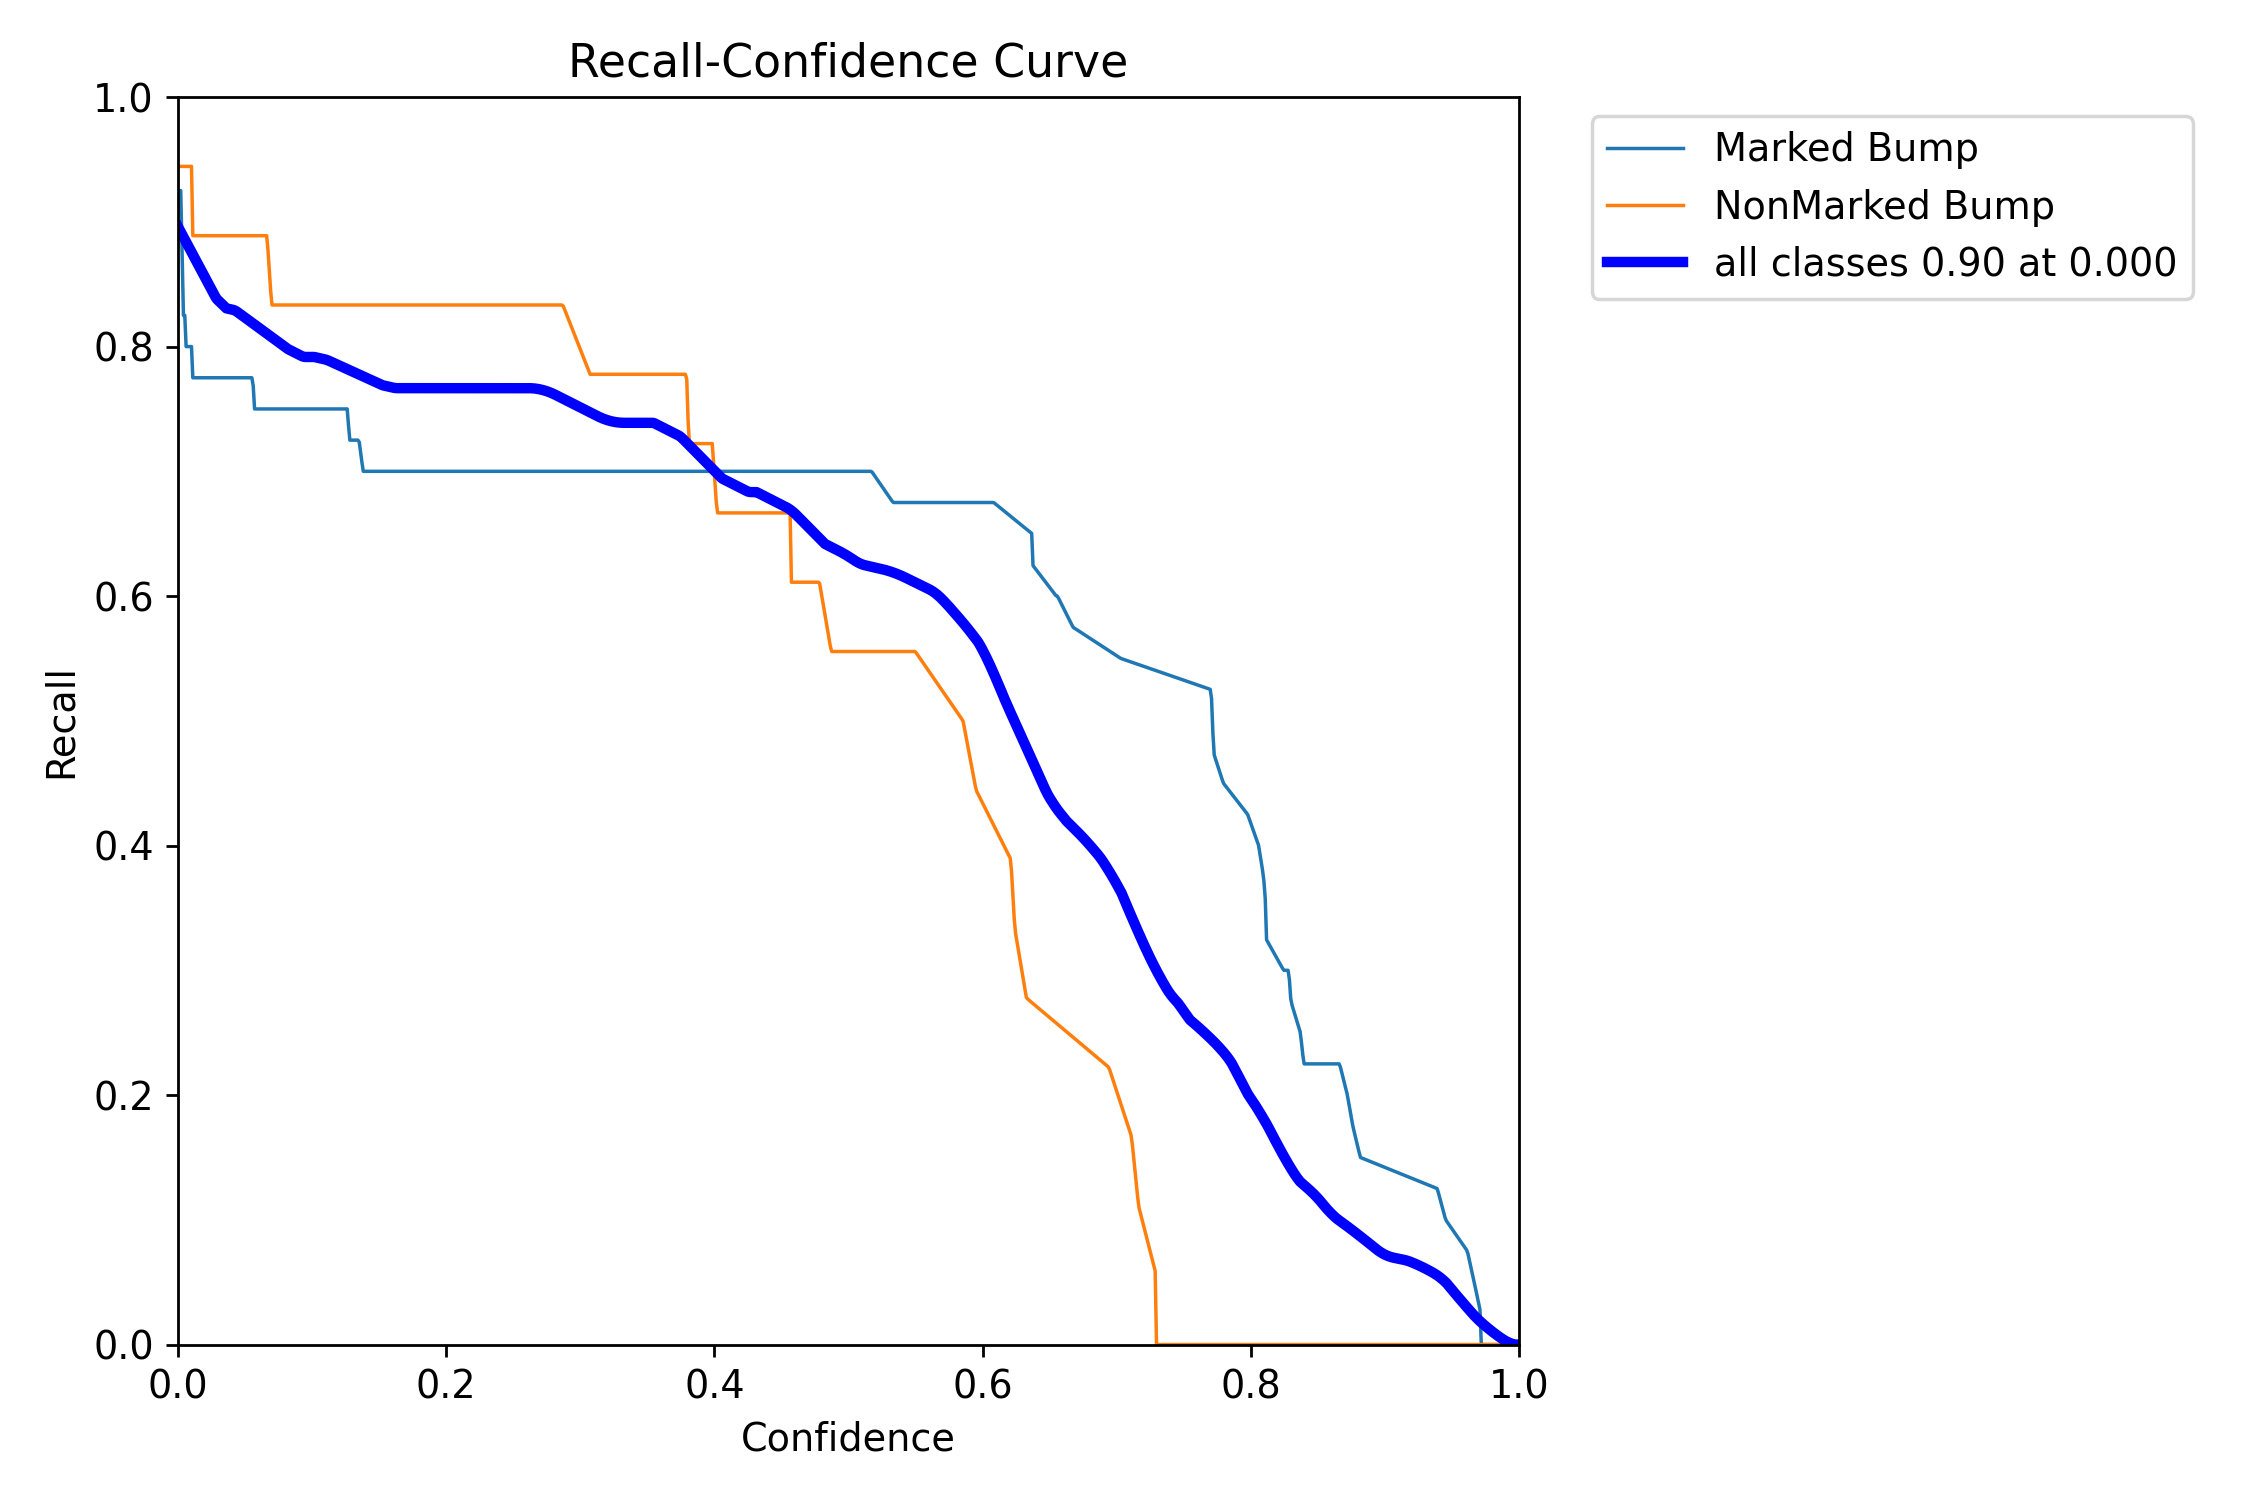 Recall-Confidence Curve
1.0
0.8
0.6
0.4
0.2
0.0
Recall
0.0 0.2 0.4 0.6 0.8 1.0
Confidence
Marked Bump
NonMarked Bump
all classes 0.90 at 0.000